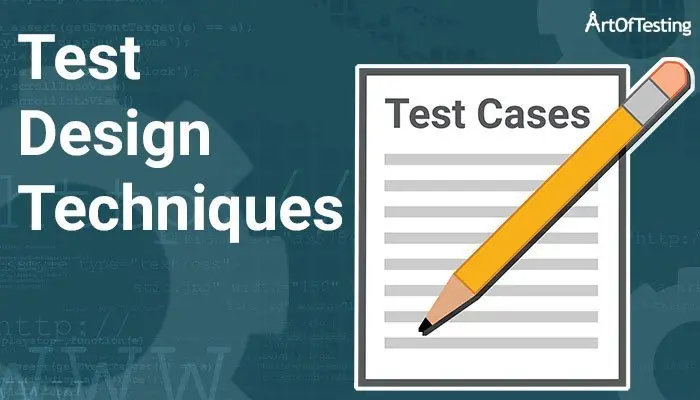 ArtOfTesting
Test
Design
Techniques
Test Cases